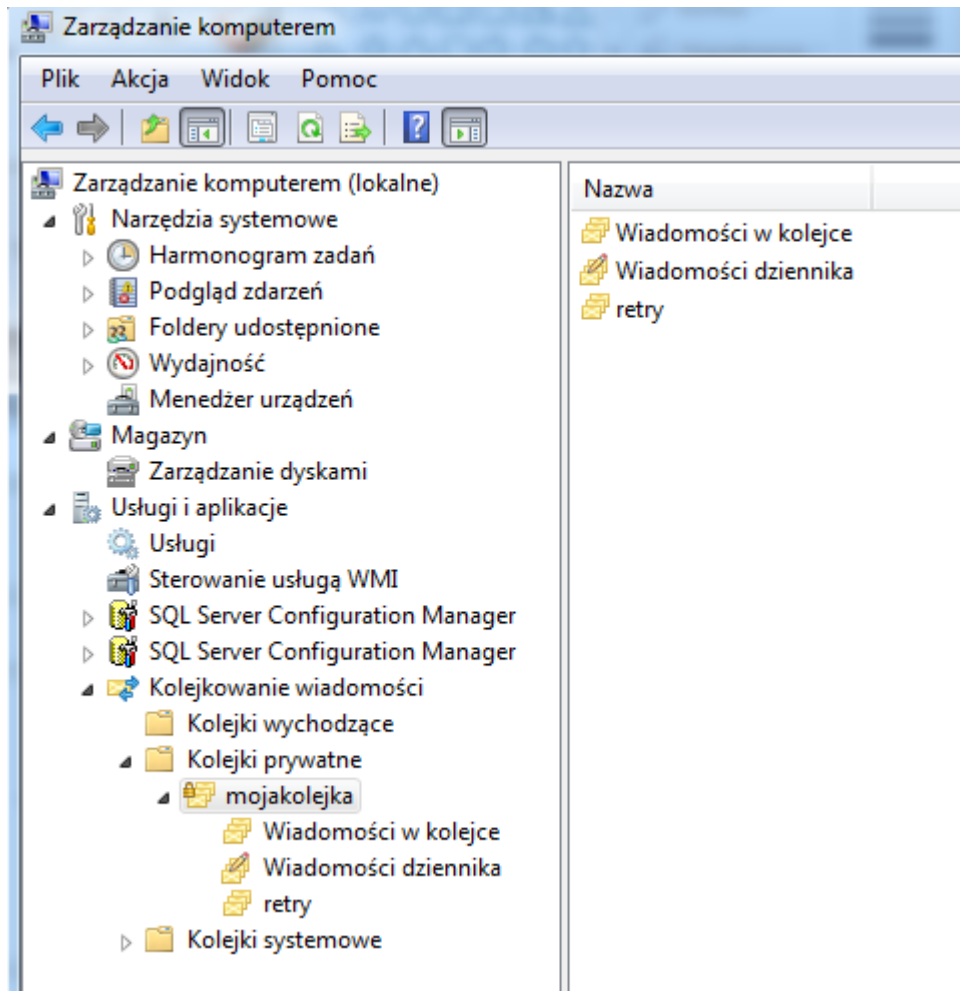 Zarządzanie komputerem
Plik Akcja Widok Pomoc
Zarządzanie komputerem (lokalne)
Narzędzia systemowe
Harmonogram zadań
Podgląd zdarzeń
Foldery udostępnione
Wydajność
Menedżer urządzeń
Magazyn
Zarządzanie dyskami
Usługi i aplikacje
Usługi
Sterowanie usługą WMI
SQL Server Configuration Manager
SQL Server Configuration Manager
Kolejkowanie wiadomości
Kolejki wychodzące
Kolejki prywatne
mojakolejka
Wiadomości w kolejce
Wiadomości dziennika
retry
Kolejki systemowe
Nazwa
Wiadomości w kolejce
Wiadomości dziennika
retry